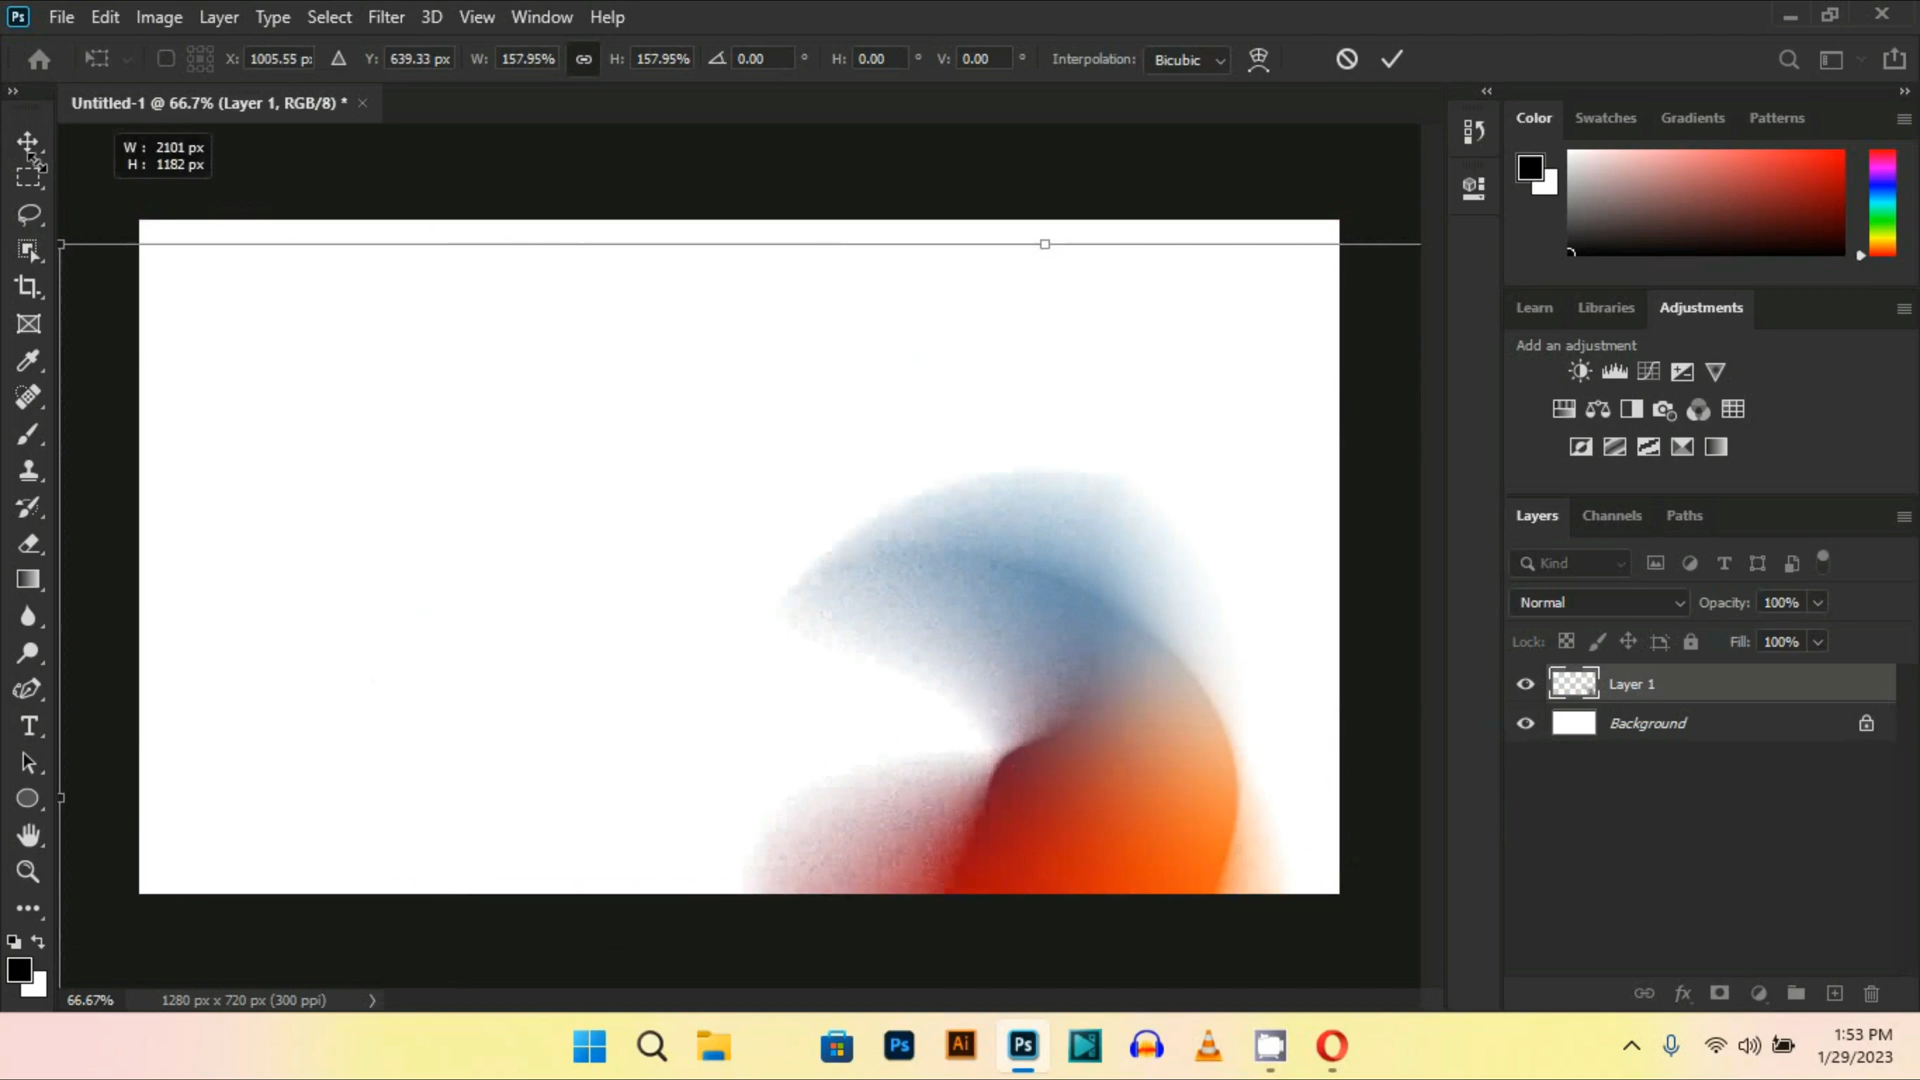 Ps File Edit Image Layer Type Select Filter 3D View Window Help
X: 1005.55 p Y: 639.33 px W: 157.95% H: 157.95% 0.00 ° H: 0.00 ° V: 0.00 ° Interpolation: Bicubic
Untitled-1 @ 66.7% (Layer 1, RGB/8) *
W : 2101 px
H : 1182 px
Color Swatches Gradients Patterns
Learn Libraries Adjustments
Add an adjustment
Layers Channels Paths
Kind
Normal Opacity: 100%
Lock: Fill: 100%
Layer 1
Background
66.67% 1280 px x 720 px (300 ppi)
Ps Ai Ps
1:53 PM
1/29/2023